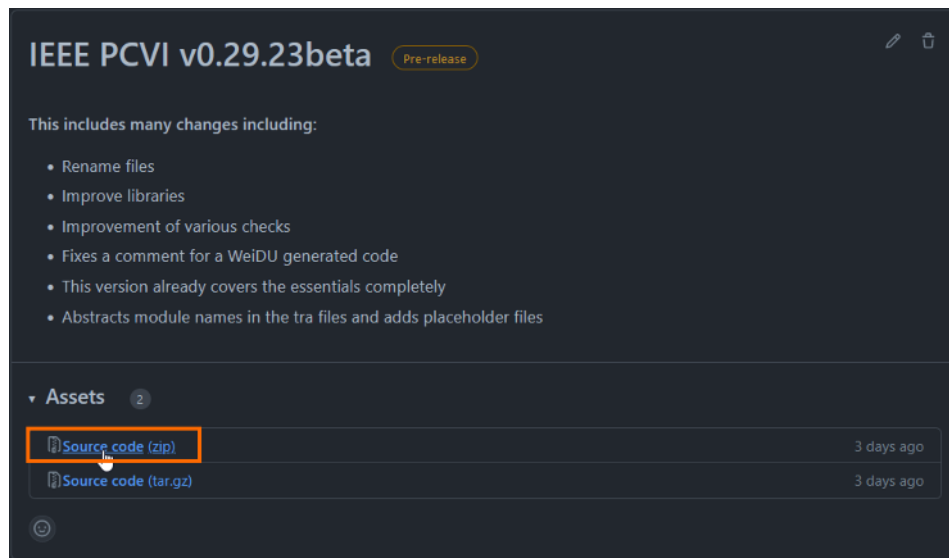 IEEE PCVI v0.29.23beta Pre-release
This includes many changes including:
• Rename files
• Improve libraries
• Improvement of various checks
• Fixes a comment for a WeiDU generated code
• This version already covers the essentials completely
• Abstracts module names in the tra files and adds placeholder files
Assets 2
Source code (zip) 3 days ago
Source code (tar.gz) 3 days ago